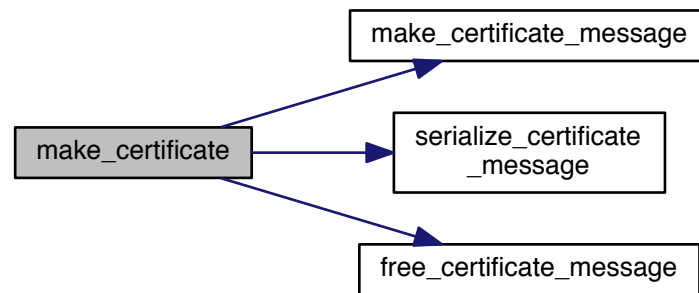 make_certificate
make_certificate_message
serialize_certificate
_message
free_certificate_message